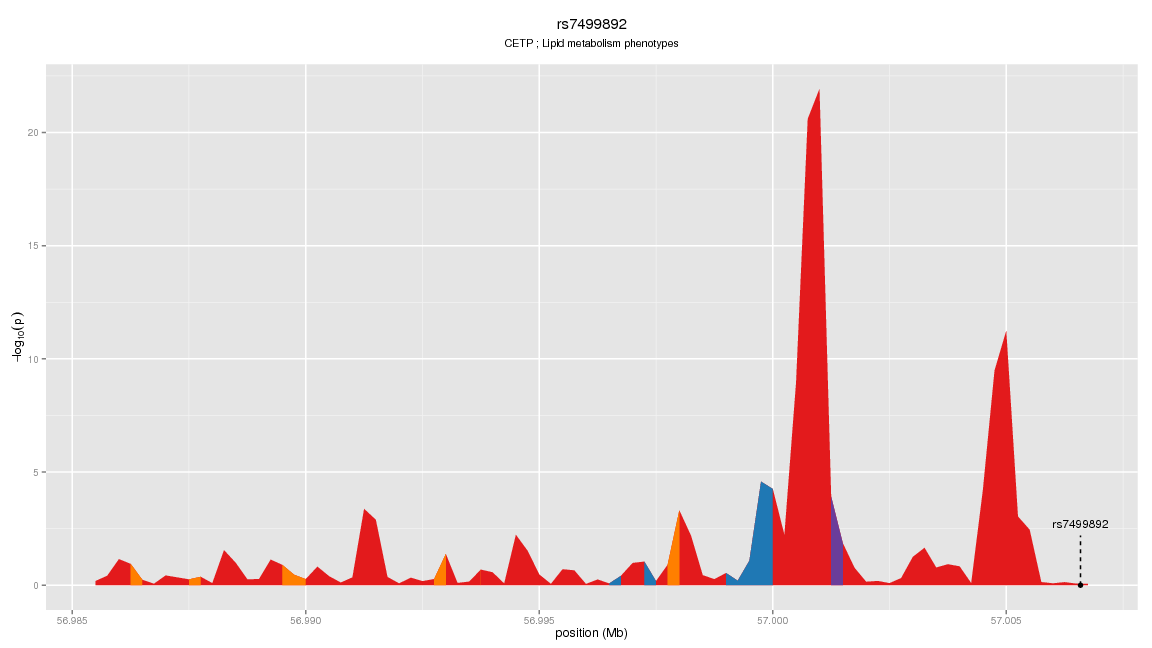 rs7499892
CETP ; Lipid metabolism phenotypes
−log₁₀(p)
20
15
10
5
0
rs7499892
56.985
56.990
56.995
57.000
57.005
position (Mb)